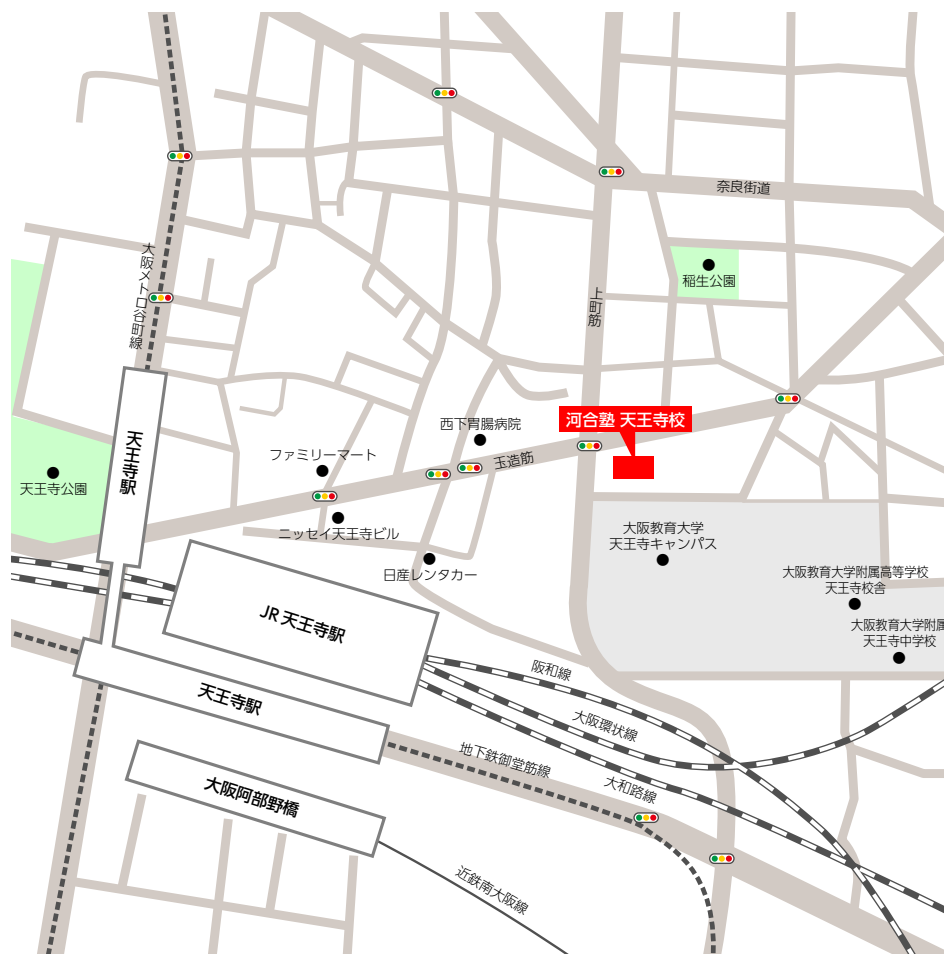 奈良街道
大阪メトロ谷町線
稲生公園
上町筋
河合塾 天王寺校
西下胃腸病院
天王寺駅
ファミリーマート
玉造筋
天王寺公園
ニッセイ天王寺ビル
大阪教育大学
天王寺キャンパス
日産レンタカー
大阪教育大学附属高等学校
天王寺校舎
JR 天王寺駅
大阪教育大学附属
天王寺中学校
阪和線
天王寺駅
大阪環状線
地下鉄御堂筋線
大和路線
大阪阿部野橋
近鉄南大阪線